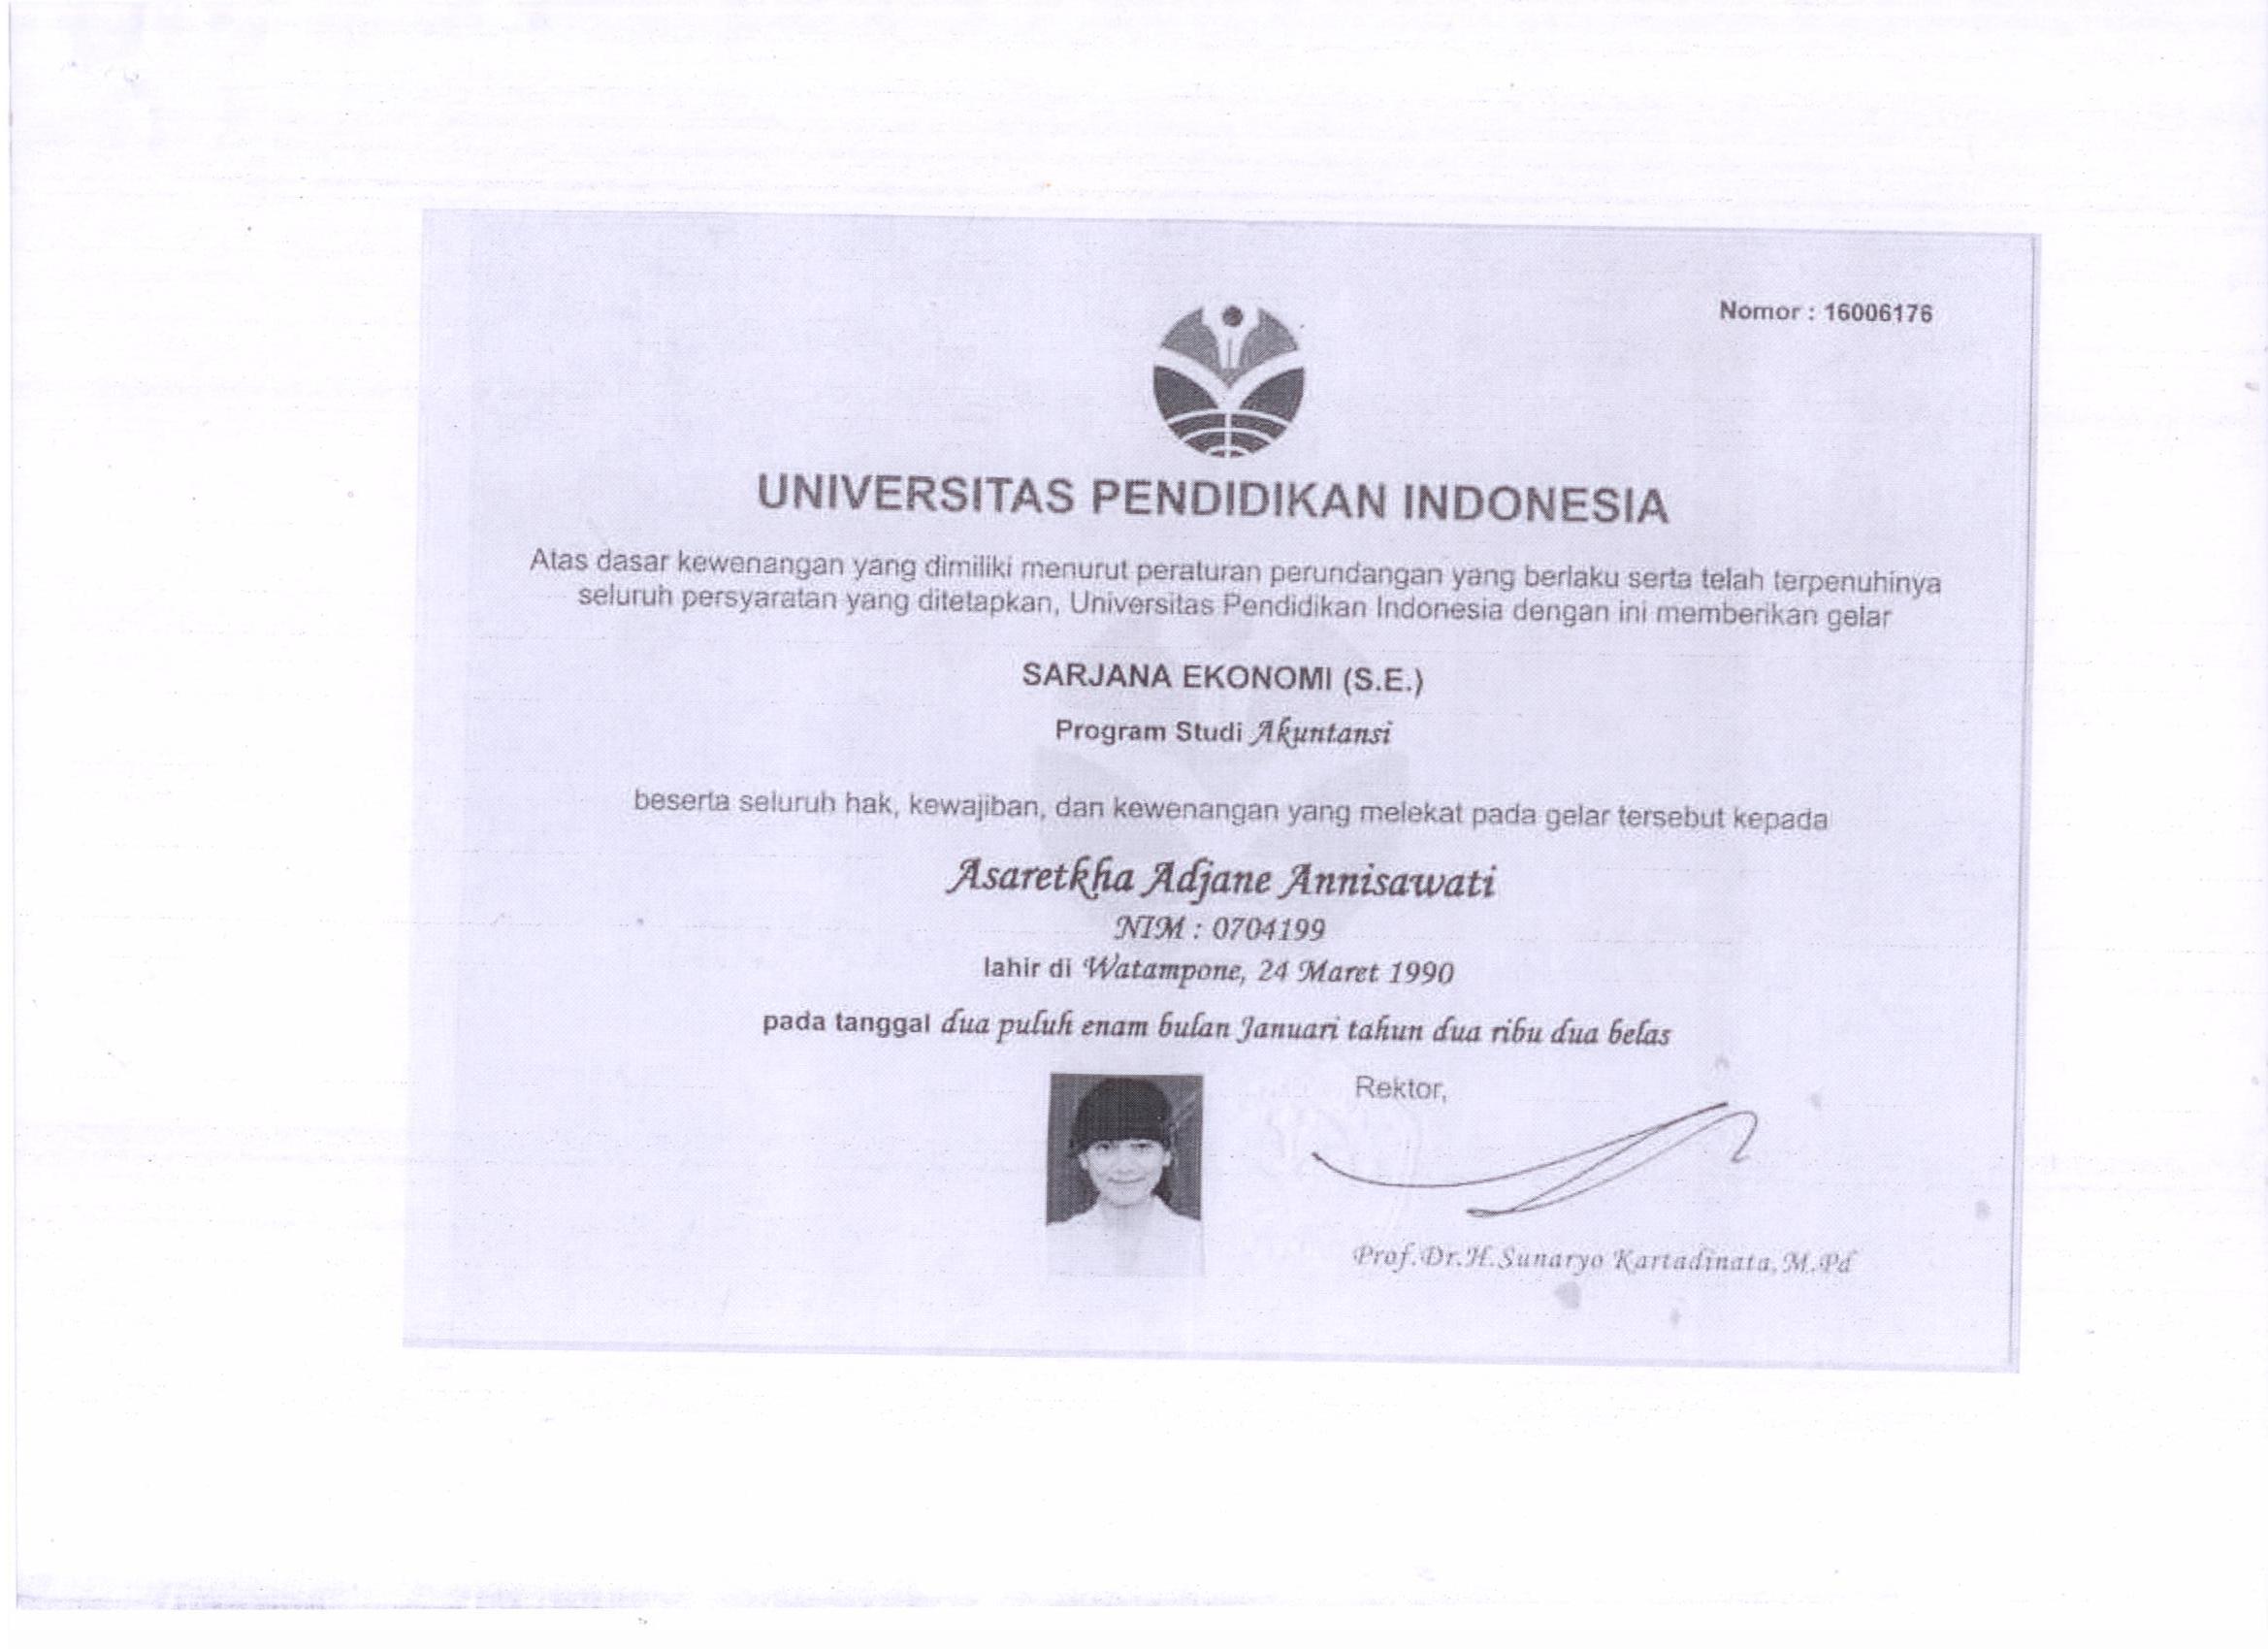 Nomor : 16006176
UNIVERSITAS PENDIDIKAN INDONESIA
Atas dasar kewenangan yang dimiliki menurut peraturan perundangan yang berlaku serta telah terpenuhinya
seluruh persyaratan yang ditetapkan, Universitas Pendidikan Indonesia dengan ini memberikan gelar
SARJANA EKONOMI (S.E.)
Program Studi Akuntansi
beserta seluruh hak, kewajiban, dan kewenangan yang melekat pada gelar tersebut kepada
Asaretkha Adjane Annisawati
NIM : 0704199
lahir di Watampone, 24 Maret 1990
pada tanggal dua puluh enam bulan Januari tahun dua ribu dua belas
Rektor,
Prof.Dr.H.Sunaryo Kartadinata, M.Pd